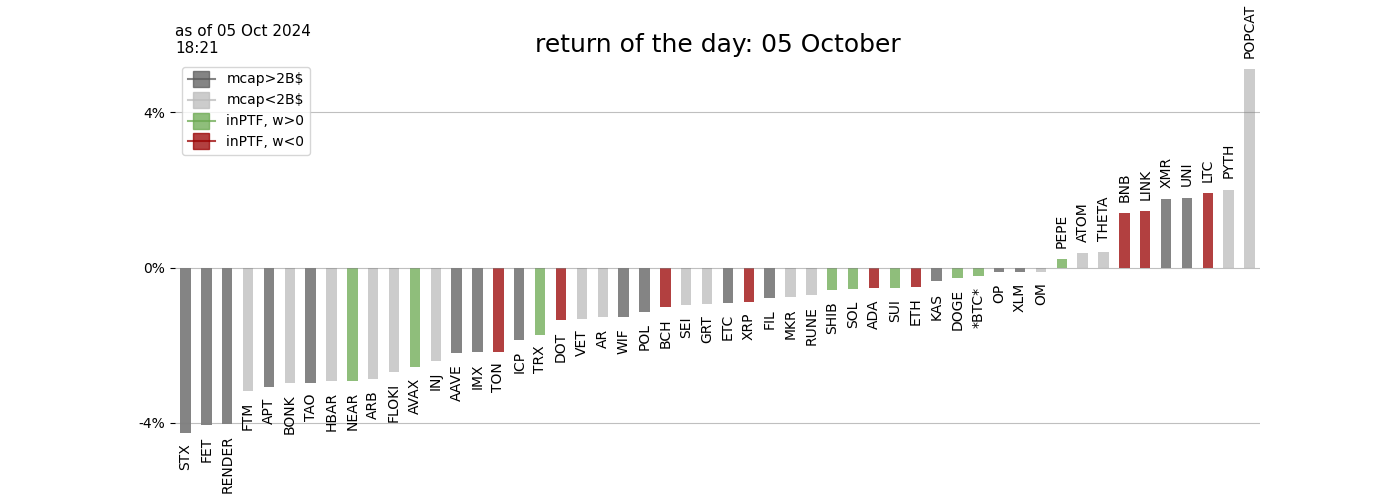 as of 05 Oct 2024
18:21
return of the day: 05 October
mcap>2B$
mcap<2B$
inPTF, w>0
inPTF, w<0
4%
0%
-4%
STX
FET
RENDER
FTM
APT
BONK
TAO
HBAR
NEAR
ARB
FLOKI
AVAX
INJ
AAVE
IMX
TON
ICP
TRX
DOT
VET
AR
WIF
POL
BCH
SEI
GRT
ETC
XRP
FIL
MKR
RUNE
SHIB
SOL
ADA
SUI
ETH
KAS
DOGE
*BTC*
OP
XLM
OM
PEPE
ATOM
THETA
BNB
LINK
XMR
UNI
LTC
PYTH
POPCAT